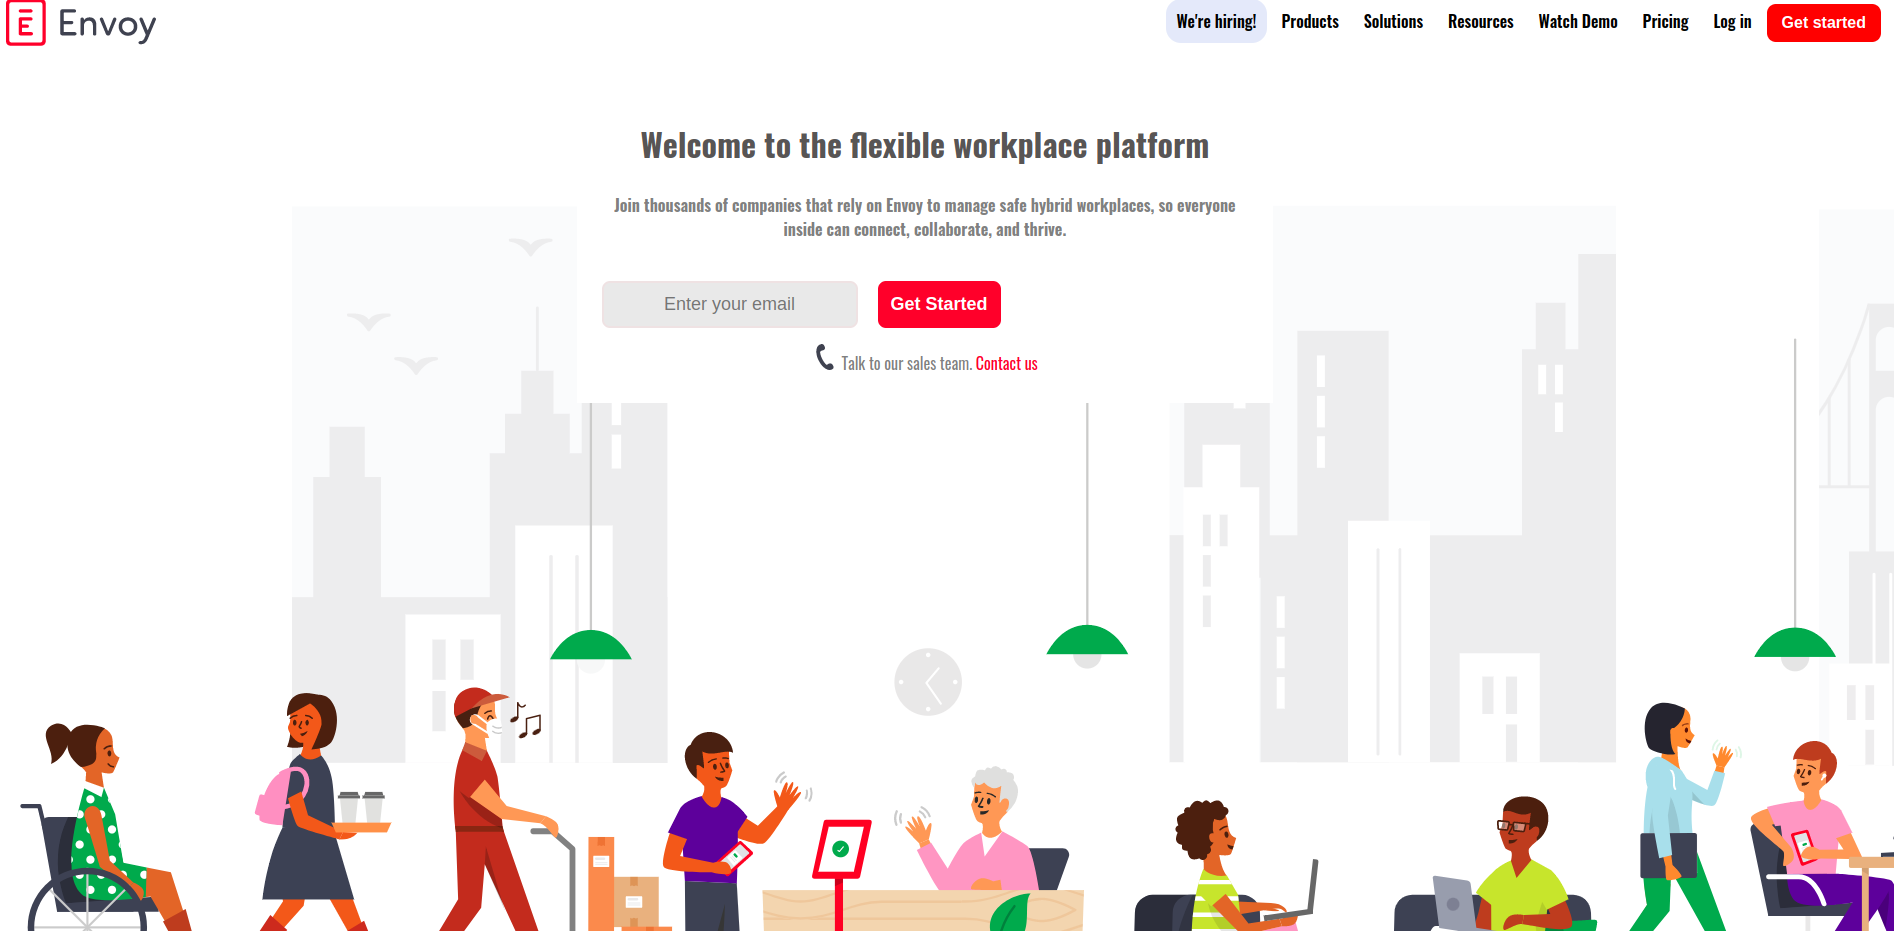 Envoy
We're hiring! Products Solutions Resources Watch Demo Pricing Log in Get started
Welcome to the flexible workplace platform
Join thousands of companies that rely on Envoy to manage safe hybrid workplaces, so everyone
inside can connect, collaborate, and thrive.
Enter your email Get Started
Talk to our sales team. Contact us